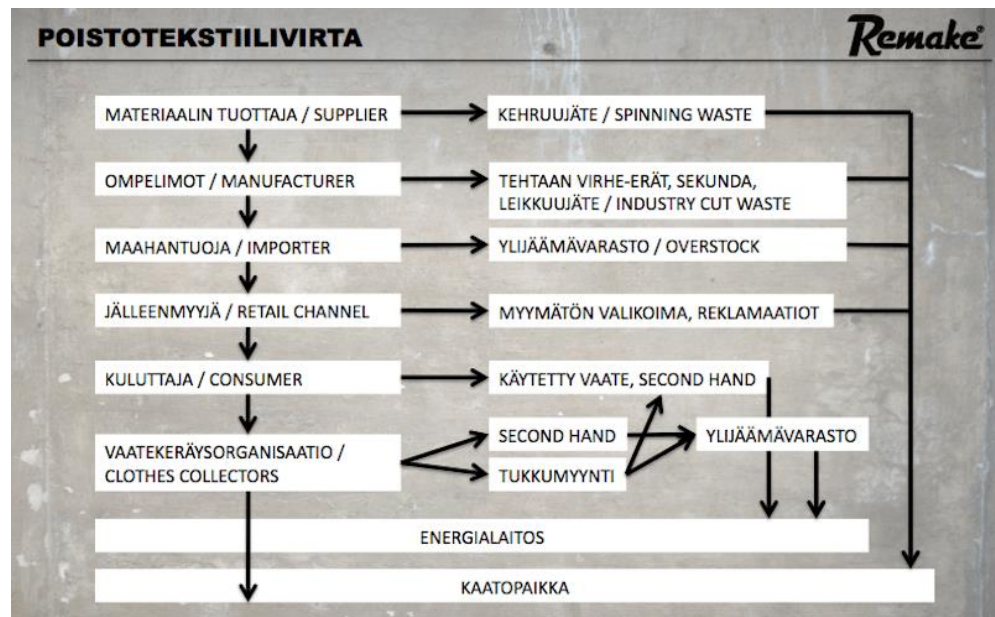 POISTOTEKSTIILIVIRTA
Remake
MATERIAALIN TUOTTAJA / SUPPLIER
KEHRUUJÄTE / SPINNING WASTE
OMPELIMOT / MANUFACTURER
TEHTAAN VIRHE-ERÄT, SEKUNDA,
LEIKKUUJÄTE / INDUSTRY CUT WASTE
MAAHANTUOJA / IMPORTER
YLIJÄÄMÄVARASTO / OVERSTOCK
JÄLLEENMYYJÄ / RETAIL CHANNEL
MYYMÄTÖN VALIKOIMA, REKLAMAATIOT
KULUTTAJA / CONSUMER
KÄYTETTY VAATE, SECOND HAND
VAATEKERÄYSORGANISAATIO /
CLOTHES COLLECTORS
SECOND HAND
TUKKUMYYNTI
YLIJÄÄMÄVARASTO
ENERGIALAITOS
KAATOPAIKKA